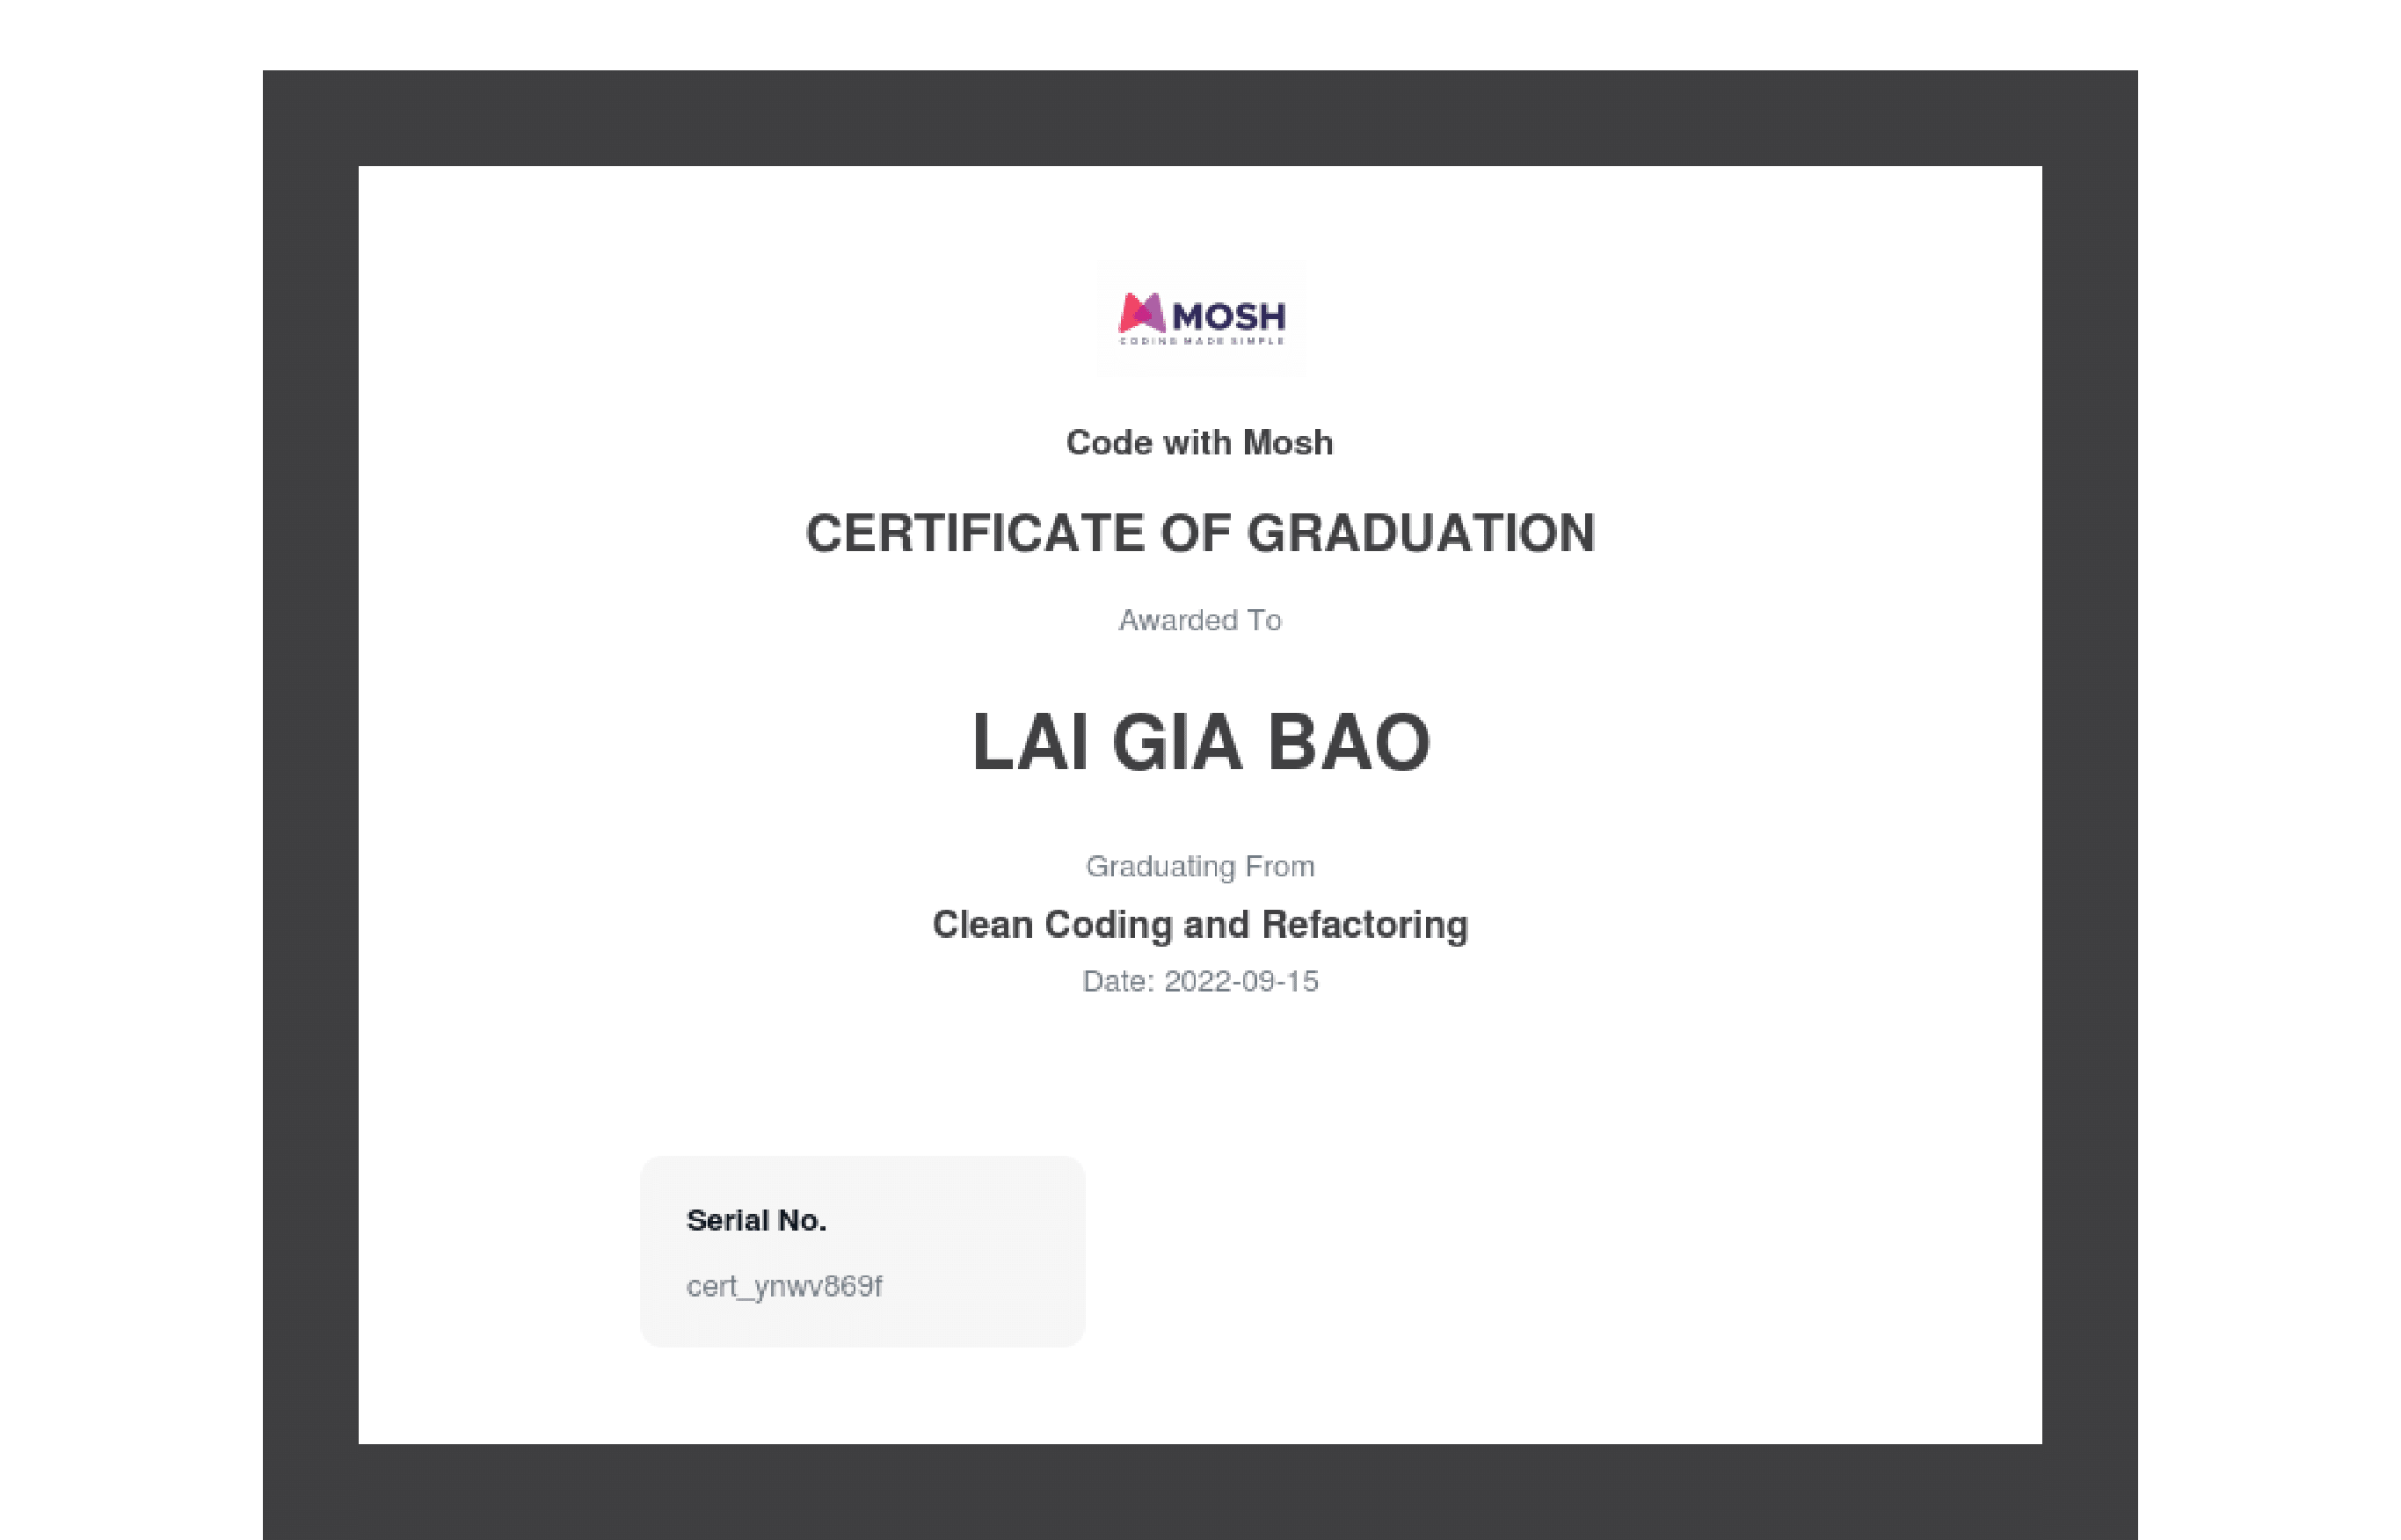 MOSH
CODING MADE SIMPLE
Code with Mosh
CERTIFICATE OF GRADUATION
Awarded To
LAI GIA BAO
Graduating From
Clean Coding and Refactoring
Date: 2022-09-15
Serial No.
cert_ynwv869f